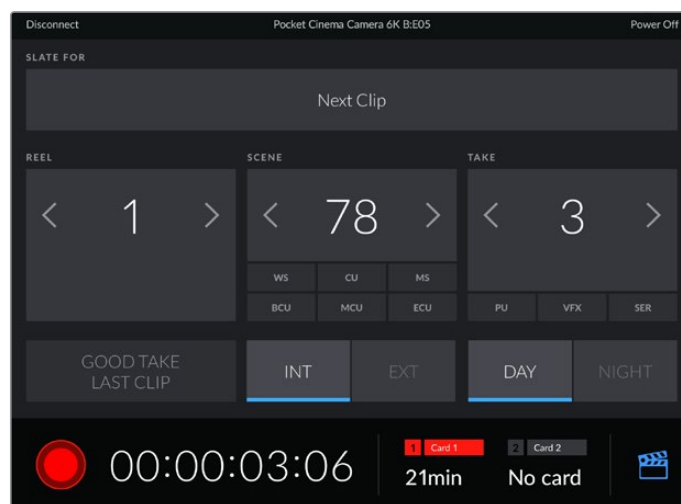 Disconnect Pocket Cinema Camera 6K B:E05 Power Off
SLATE FOR
Next Clip
REEL SCENE TAKE
1 78 3
WS CU MS
BCU MCU ECU PU VFX SER
GOOD TAKE
LAST CLIP
INT EXT DAY NIGHT
00:00:03:06
1 Card 1 2 Card 2
21min No card